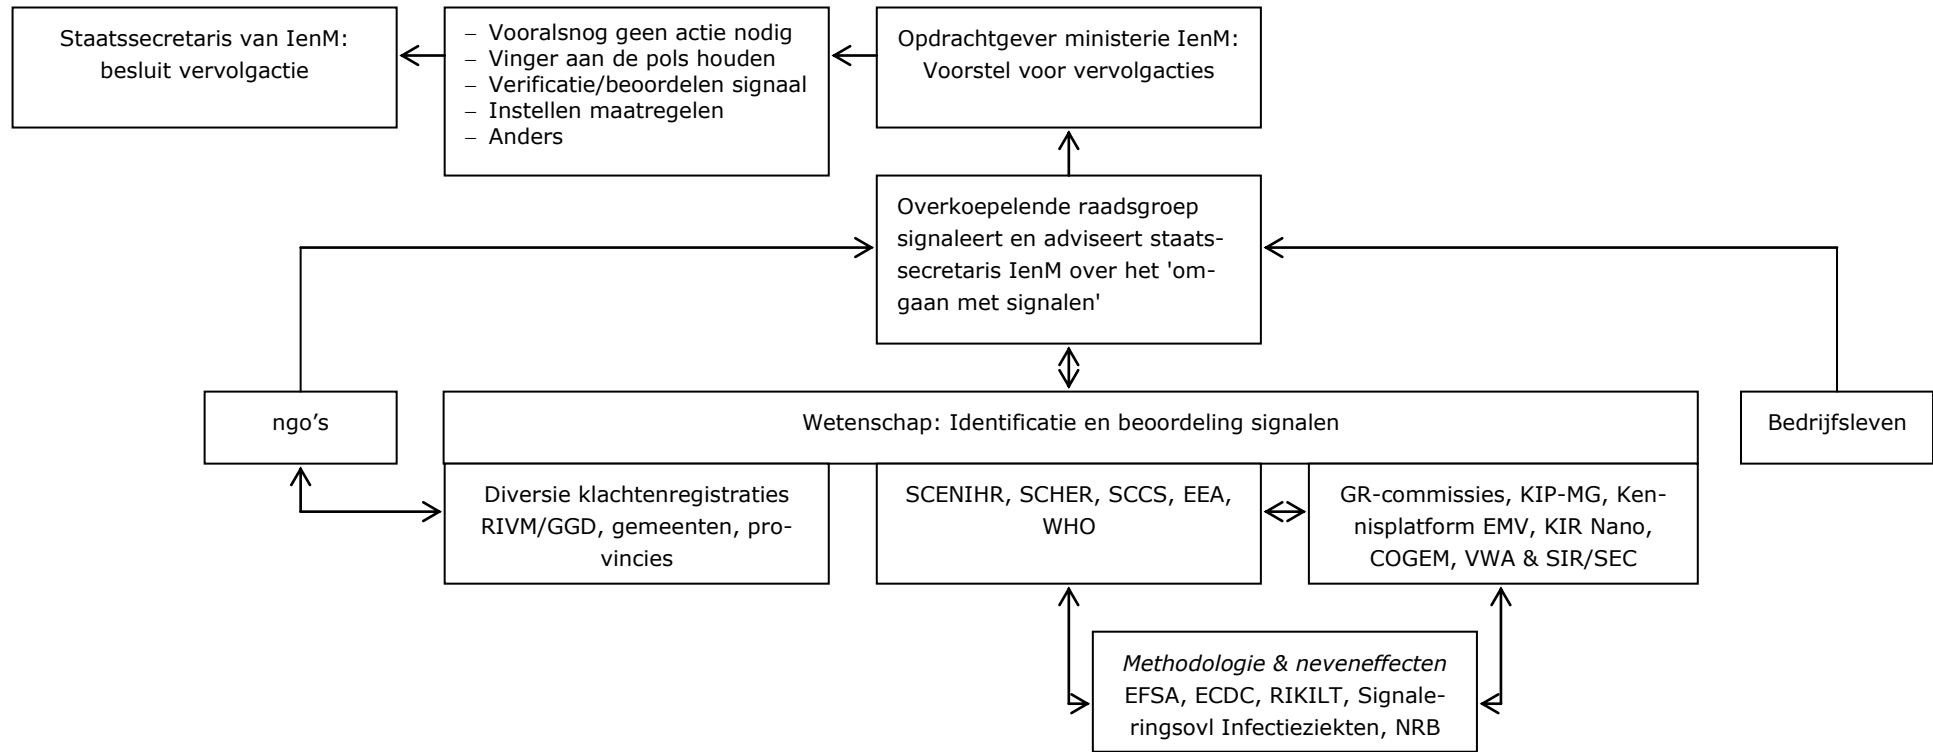 Staatssecretaris van IenM:
besluit vervolgactie
– Vooralsnog geen actie nodig
– Vinger aan de pols houden
– Verificatie/beoordelen signaal
– Instellen maatregelen
– Anders
Opdrachtgever ministerie IenM:
Voorstel voor vervolgacties
Overkoepelende raadsgroep
signaleert en adviseert staats-
secretaris IenM over het 'om-
gaan met signalen'
ngo’s
Wetenschap: Identificatie en beoordeling signalen
Bedrijfsleven
Diversie klachtenregistraties
RIVM/GGD, gemeenten, pro-
vincies
SCENIHR, SCHER, SCCS, EEA,
WHO
GR-commissies, KIP-MG, Ken-
nisplatform EMV, KIR Nano,
COGEM, VWA & SIR/SEC
Methodologie & neveneffecten
EFSA, ECDC, RIKILT, Signale-
ringsovl Infectieziekten, NRB